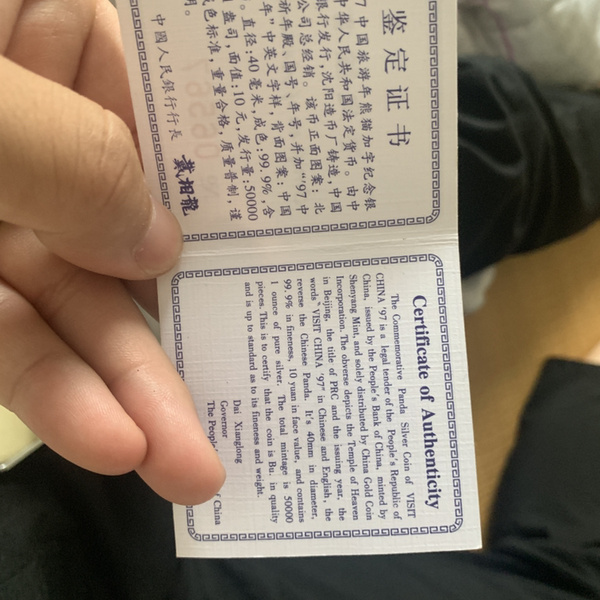 鉴定证书
7中国旅游年熊猫加字纪念银
中华人民共和国法定货币。由中
银行发行,沈阳造币厂铸造,中国
公司总经销。该币正面图案:北
祈年殿、国号、年号,并加“'97中
年”中英文字样,背面图案:中国
。直径:40毫米,成色:99.9%,含
盎司,面值:10元,发行量:50000
成色标准,重量合格,质量普制,谨
明。
中國人民銀行行長 戴相龍
Certificate of Authenticity
The Commemorative Panda Silver Coin of VISIT
CHINA '97 is a legal tender of the People's Republic of
China, issued by the People's Bank of China, minted by
Shenyang Mint, and solely distributed by China Gold Coin
Incorporation. The obverse depicts the Temple of Heaven
in Beijing, the title of PRC and the issuing year, the
words “VISIT CHINA '97” in Chinese and English, the
reverse the Chinese Panda. It's 40mm in diameter,
99.9% in fineness, 10 yuan in face value, and contains
1 ounce of pure silver. The total mintage is 50000
pieces. This is to certify that the coin is Bu. in quality
and is up to standard as to its fineness and weight.
Dai Xianglong
Governor
The People's of China